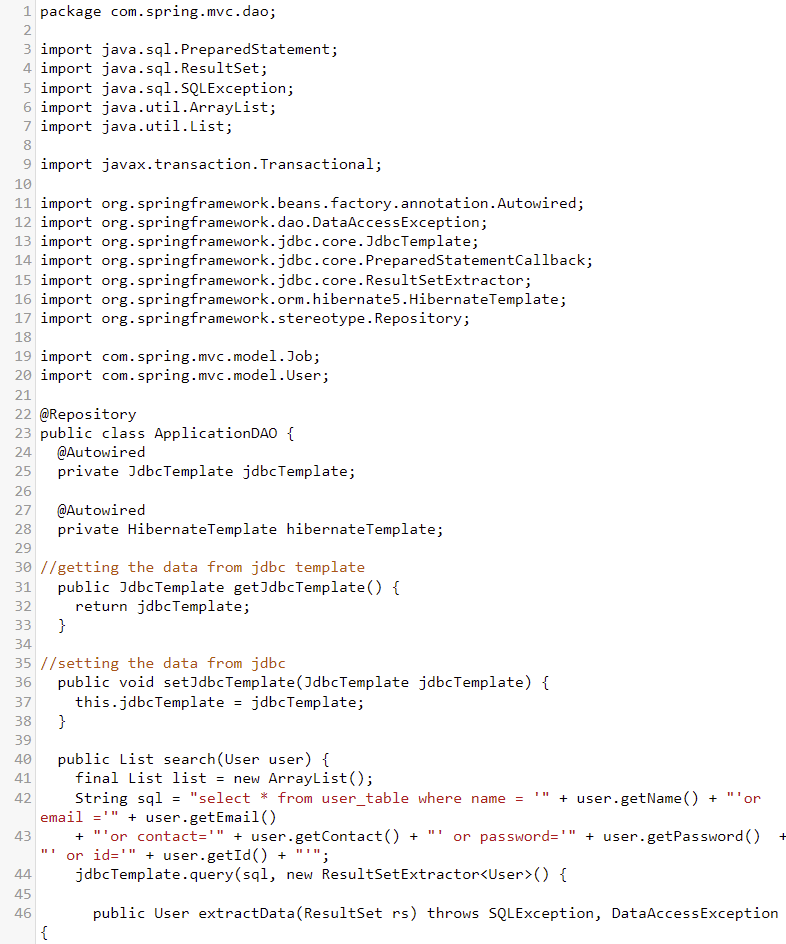 1 package com.spring.mvc.dao;
2
3 import java.sql.PreparedStatement;
4 import java.sql.ResultSet;
5 import java.sql.SQLException;
6 import java.util.ArrayList;
7 import java.util.List;
8
9 import javax.transaction.Transactional;
10
11 import org.springframework.beans.factory.annotation.Autowired;
12 import org.springframework.dao.DataAccessException;
13 import org.springframework.jdbc.core.JdbcTemplate;
14 import org.springframework.jdbc.core.PreparedStatementCallback;
15 import org.springframework.jdbc.core.ResultSetExtractor;
16 import org.springframework.orm.hibernate5.HibernateTemplate;
17 import org.springframework.stereotype.Repository;
18
19 import com.spring.mvc.model.Job;
20 import com.spring.mvc.model.User;
21
22 @Repository
23 public class ApplicationDAO {
24   @Autowired
25   private JdbcTemplate jdbcTemplate;
26
27   @Autowired
28   private HibernateTemplate hibernateTemplate;
29
30 //getting the data from jdbc template
31   public JdbcTemplate getJdbcTemplate() {
32     return jdbcTemplate;
33   }
34
35 //setting the data from jdbc
36   public void setJdbcTemplate(JdbcTemplate jdbcTemplate) {
37     this.jdbcTemplate = jdbcTemplate;
38   }
39
40   public List search(User user) {
41     final List list = new ArrayList();
42     String sql = "select * from user_table where name = '" + user.getName() + "'or
email ='" + user.getEmail()
43     + "'or contact='" + user.getContact() + "' or password='" + user.getPassword()  +
"' or id='" + user.getId() + "'";
44     jdbcTemplate.query(sql, new ResultSetExtractor<User>() {
45
46       public User extractData(ResultSet rs) throws SQLException, DataAccessException
{